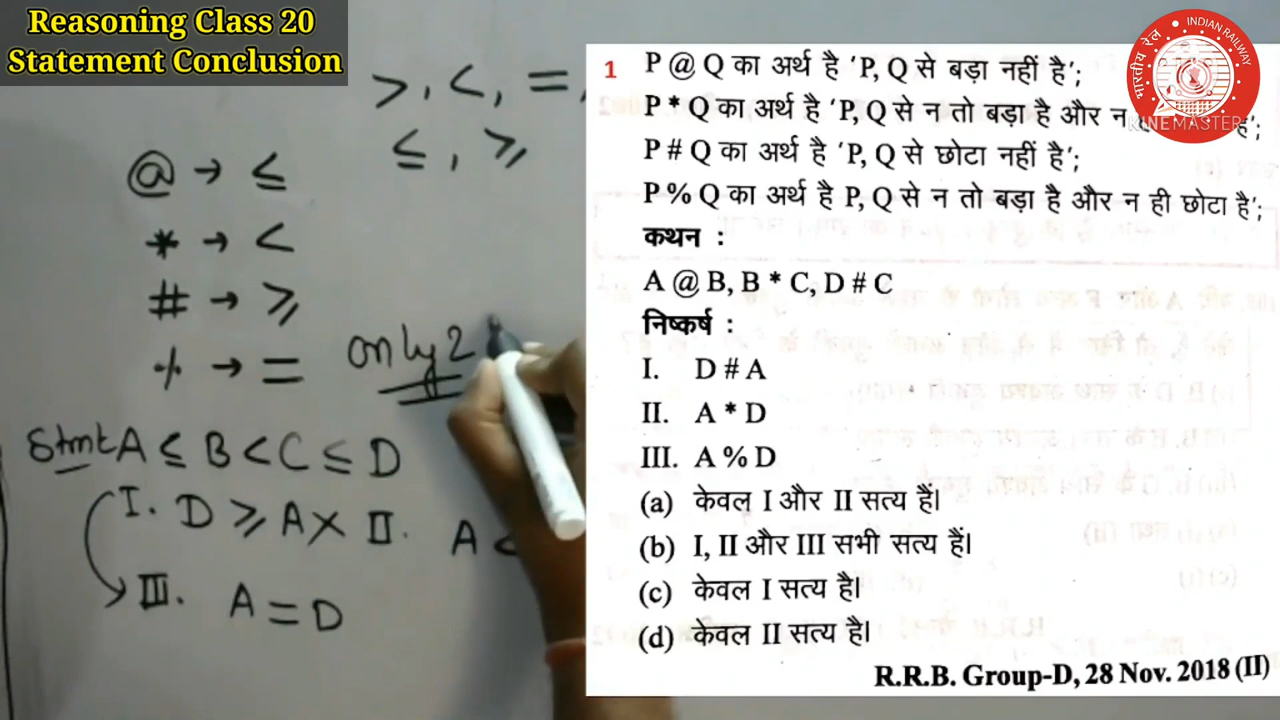 Reasoning Class 20
Statement Conclusion
>, <, =,
≤, ≥
@ → ≤
* → <
# → ≥
% → =
only 2
Stmt A ≤ B < C ≤ D
I. D ≥ A × II. A <
III. A = D
भारतीय रेल INDIAN RAILWAY
KINEMASTER
1 P @ Q का अर्थ है ‘P, Q से बड़ा नहीं है’;
P * Q का अर्थ है ‘P, Q से न तो बड़ा है और न है’;
P # Q का अर्थ है ‘P, Q से छोटा नहीं है’;
P % Q का अर्थ है P, Q से न तो बड़ा है और न ही छोटा है’;
कथन :
A @ B, B * C, D # C
निष्कर्ष :
I. D # A
II. A * D
III. A % D
(a) केवल I और II सत्य हैं।
(b) I, II और III सभी सत्य हैं।
(c) केवल I सत्य है।
(d) केवल II सत्य है।
R.R.B. Group-D, 28 Nov. 2018 (II)